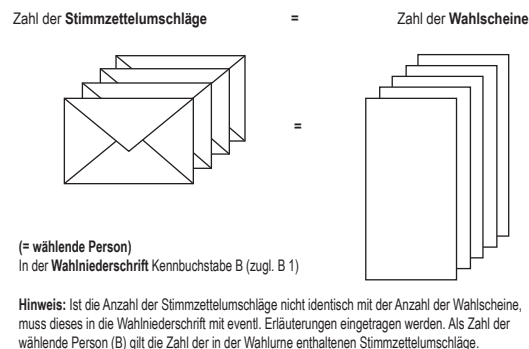 Zahl der Stimmzettelumschläge = Zahl der Wahlscheine
=
(= wählende Person)
In der Wahlniederschrift Kennbuchstabe B (zugl. B 1)
Hinweis: Ist die Anzahl der Stimmzettelumschläge nicht identisch mit der Anzahl der Wahlscheine,
muss dieses in die Wahlniederschrift mit eventl. Erläuterungen eingetragen werden. Als Zahl der
wählende Person (B) gilt die Zahl der in der Wahlurne enthaltenen Stimmzettelumschläge.